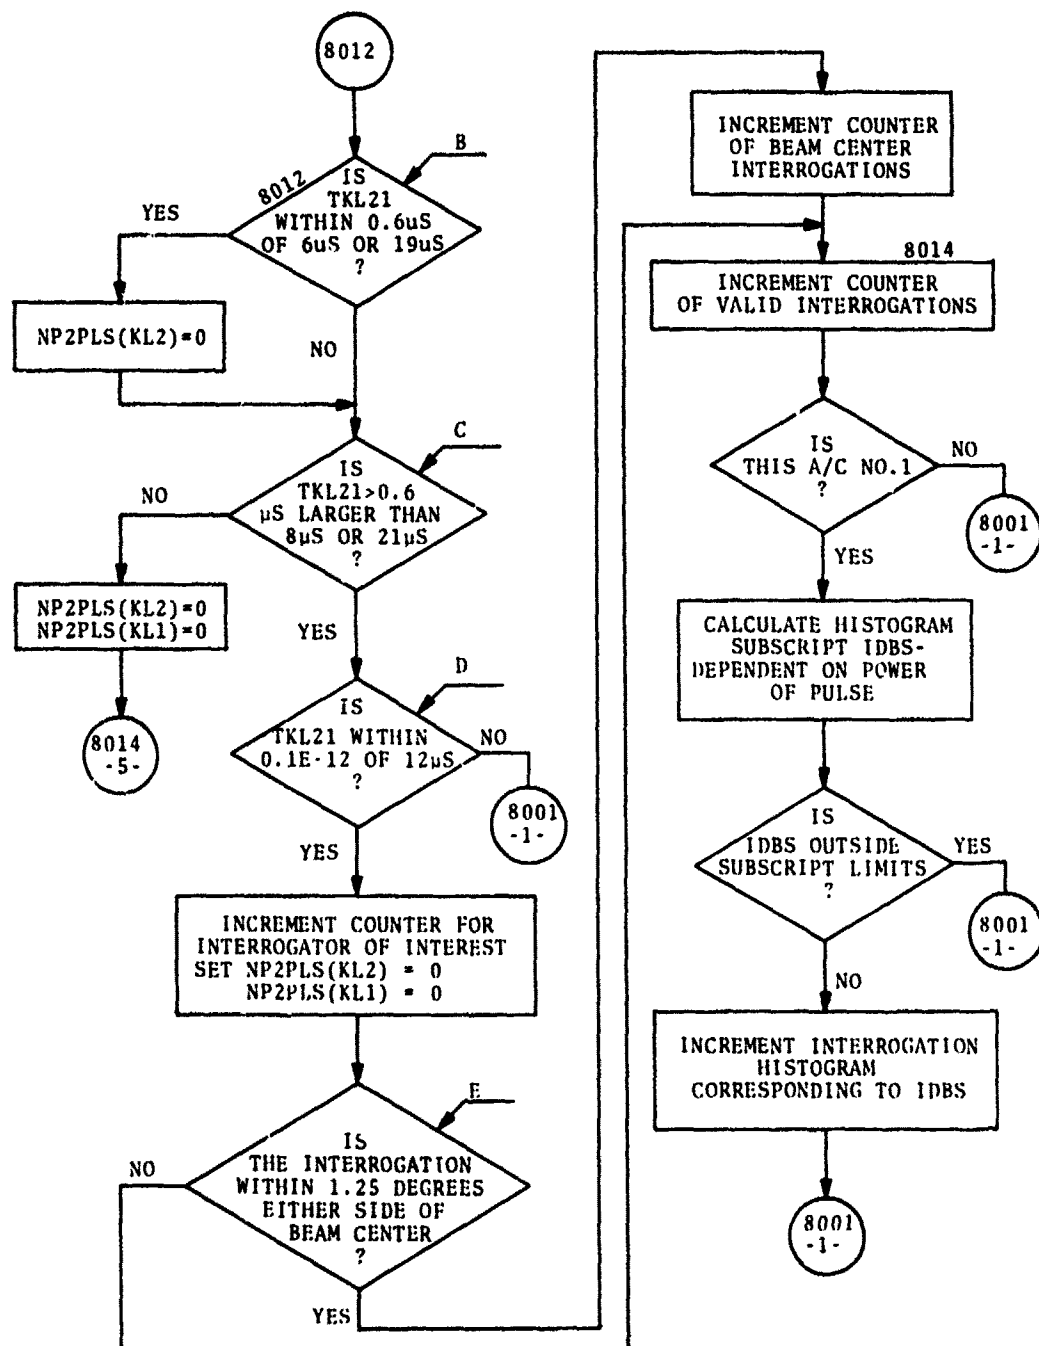 8012
B
8012
IS
TKL21
WITHIN 0.6uS
OF 6uS OR 19uS
?
YES
NP2PLS(KL2)=0
NO
C
IS
TKL21>0.6
µS LARGER THAN
8µS OR 21µS
?
NO
NP2PLS(KL2)=0
NP2PLS(KL1)=0
8014
-5-
YES
D
IS
TKL21 WITHIN
0.1E-12 OF 12µS
?
NO
8001
-1-
YES
INCREMENT COUNTER FOR
INTERROGATOR OF INTEREST
SET NP2PLS(KL2) = 0
NP2PLS(KL1) = 0
E
IS
THE INTERROGATION
WITHIN 1.25 DEGREES
EITHER SIDE OF
BEAM CENTER
?
NO
YES
INCREMENT COUNTER
OF BEAM CENTER
INTERROGATIONS
8014
INCREMENT COUNTER
OF VALID INTERROGATIONS
IS
THIS A/C NO.1
?
NO
8001
-1-
YES
CALCULATE HISTOGRAM
SUBSCRIPT IDBS-
DEPENDENT ON POWER
OF PULSE
IS
IDBS OUTSIDE
SUBSCRIPT LIMITS
?
YES
8001
-1-
NO
INCREMENT INTERROGATION
HISTOGRAM
CORRESPONDING TO IDBS
8001
-1-